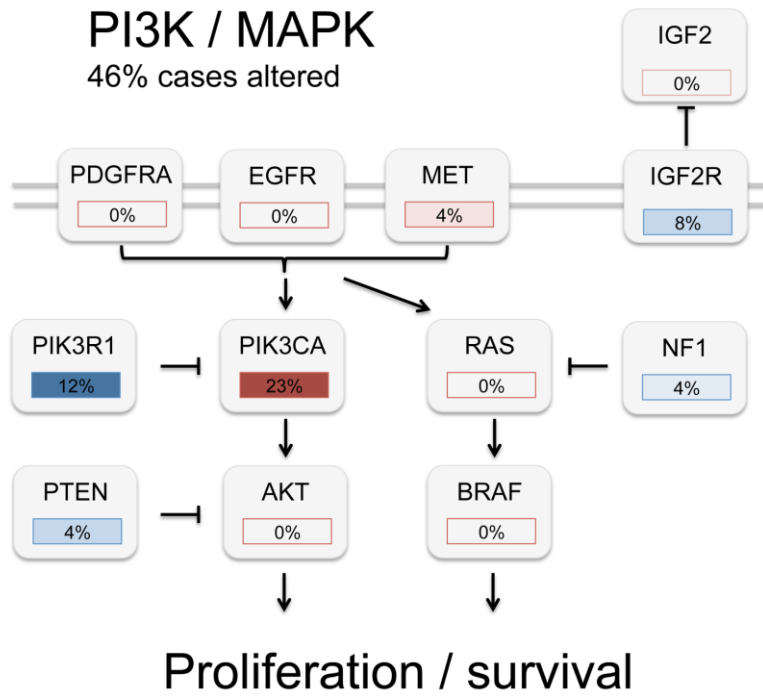 PI3K / MAPK
46% cases altered
IGF2
0%
PDGFRA
0%
EGFR
0%
MET
4%
IGF2R
8%
PIK3R1
12%
PIK3CA
23%
RAS
0%
NF1
4%
PTEN
4%
AKT
0%
BRAF
0%
Proliferation / survival